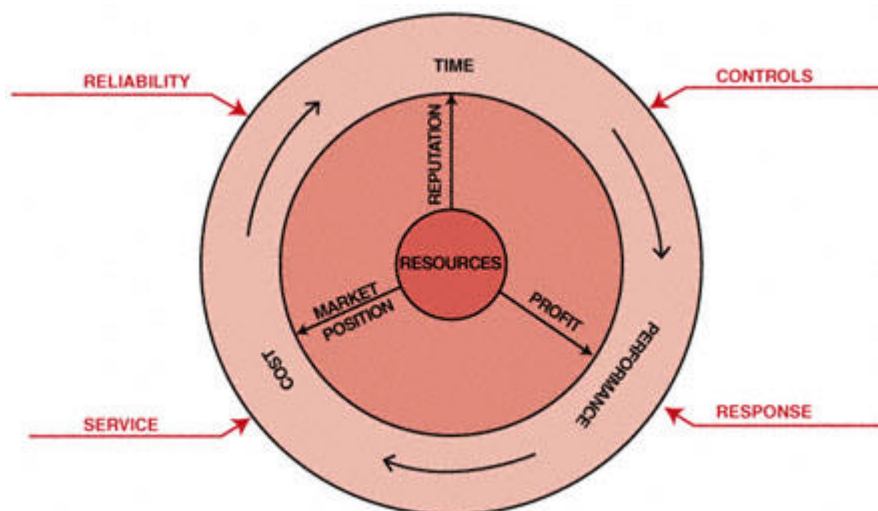 TIME
RELIABILITY
CONTROLS
REPUTATION
RESOURCES
MARKET
POSITION
PROFIT
COST
PERFORMANCE
SERVICE
RESPONSE